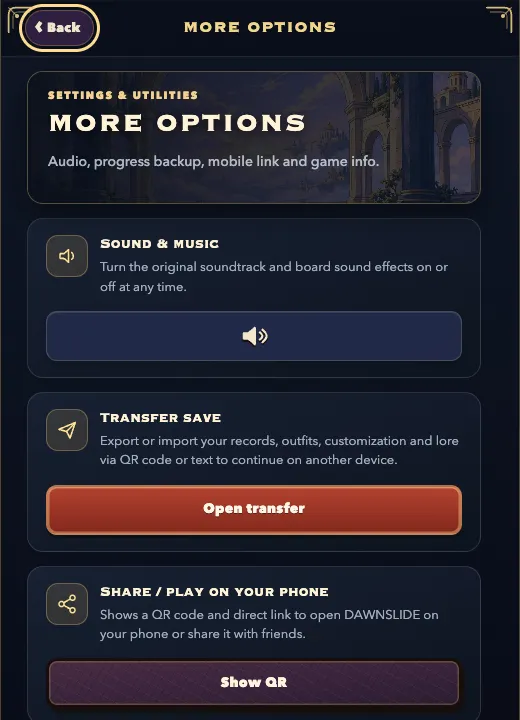 Back
MORE OPTIONS
SETTINGS & UTILITIES
MORE OPTIONS
Audio, progress backup, mobile link and game info.
SOUND & MUSIC
Turn the original soundtrack and board sound effects on or
off at any time.
TRANSFER SAVE
Export or import your records, outfits, customization and lore
via QR code or text to continue on another device.
Open transfer
SHARE / PLAY ON YOUR PHONE
Shows a QR code and direct link to open DAWNSLIDE on
your phone or share it with friends.
Show QR